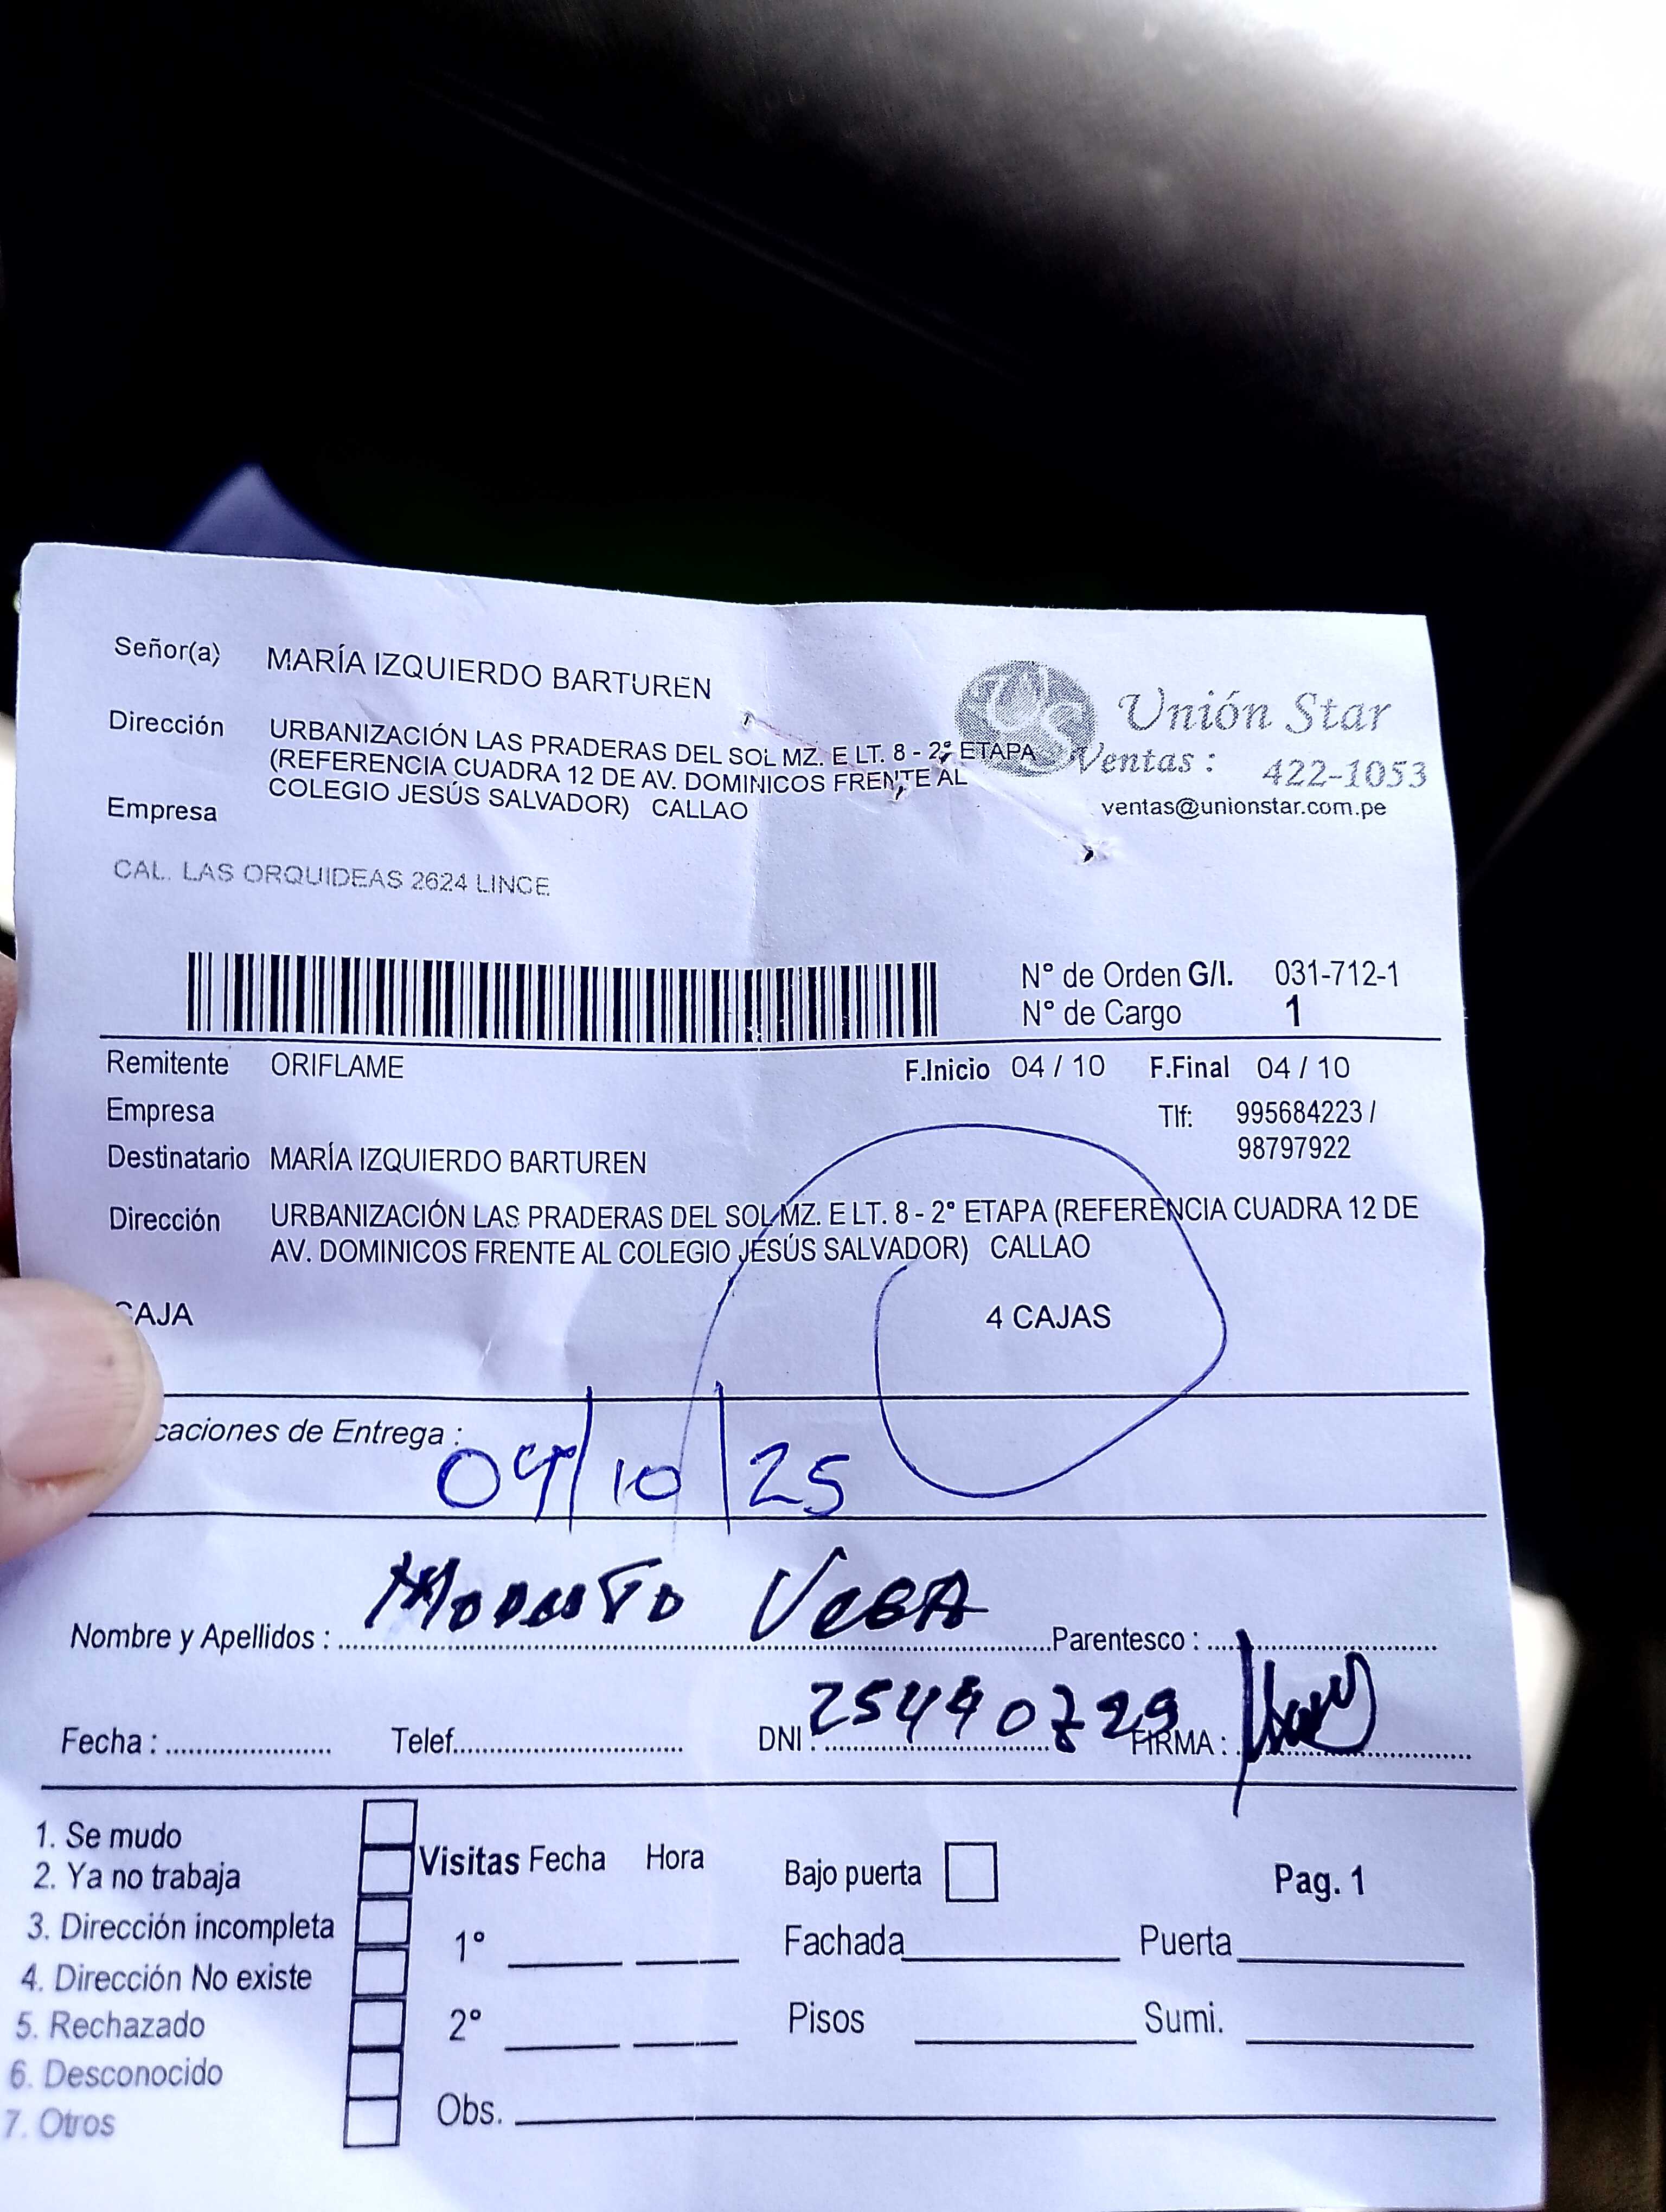 Señor(a) MARÍA IZQUIERDO BARTUREN
Unión Star
Dirección URBANIZACIÓN LAS PRADERAS DEL SOL MZ. E LT. 8 - 2° ETAPA
(REFERENCIA CUADRA 12 DE AV. DOMINICOS FRENTE AL
COLEGIO JESÚS SALVADOR) CALLAO
Ventas : 422-1053
ventas@unionstar.com.pe
Empresa
CAL. LAS ORQUIDEAS 2624 LINCE
N° de Orden G/I. 031-712-1
N° de Cargo 1
Remitente ORIFLAME F.Inicio 04 / 10 F.Final 04 / 10
Empresa Tlf: 995684223 /
98797922
Destinatario MARÍA IZQUIERDO BARTUREN
Dirección URBANIZACIÓN LAS PRADERAS DEL SOL MZ. E LT. 8 - 2° ETAPA (REFERENCIA CUADRA 12 DE
AV. DOMINICOS FRENTE AL COLEGIO JESÚS SALVADOR) CALLAO
CAJA 4 CAJAS
caciones de Entrega :
04/10/25
Nombre y Apellidos : Modesto Vega Parentesco :
Fecha : Telef. DNI : 25440729 FIRMA :
1. Se mudo
2. Ya no trabaja
3. Dirección incompleta
4. Dirección No existe
5. Rechazado
6. Desconocido
7. Otros
Visitas Fecha Hora
1°
2°
Obs.
Bajo puerta Pag. 1
Fachada Puerta
Pisos Sumi.